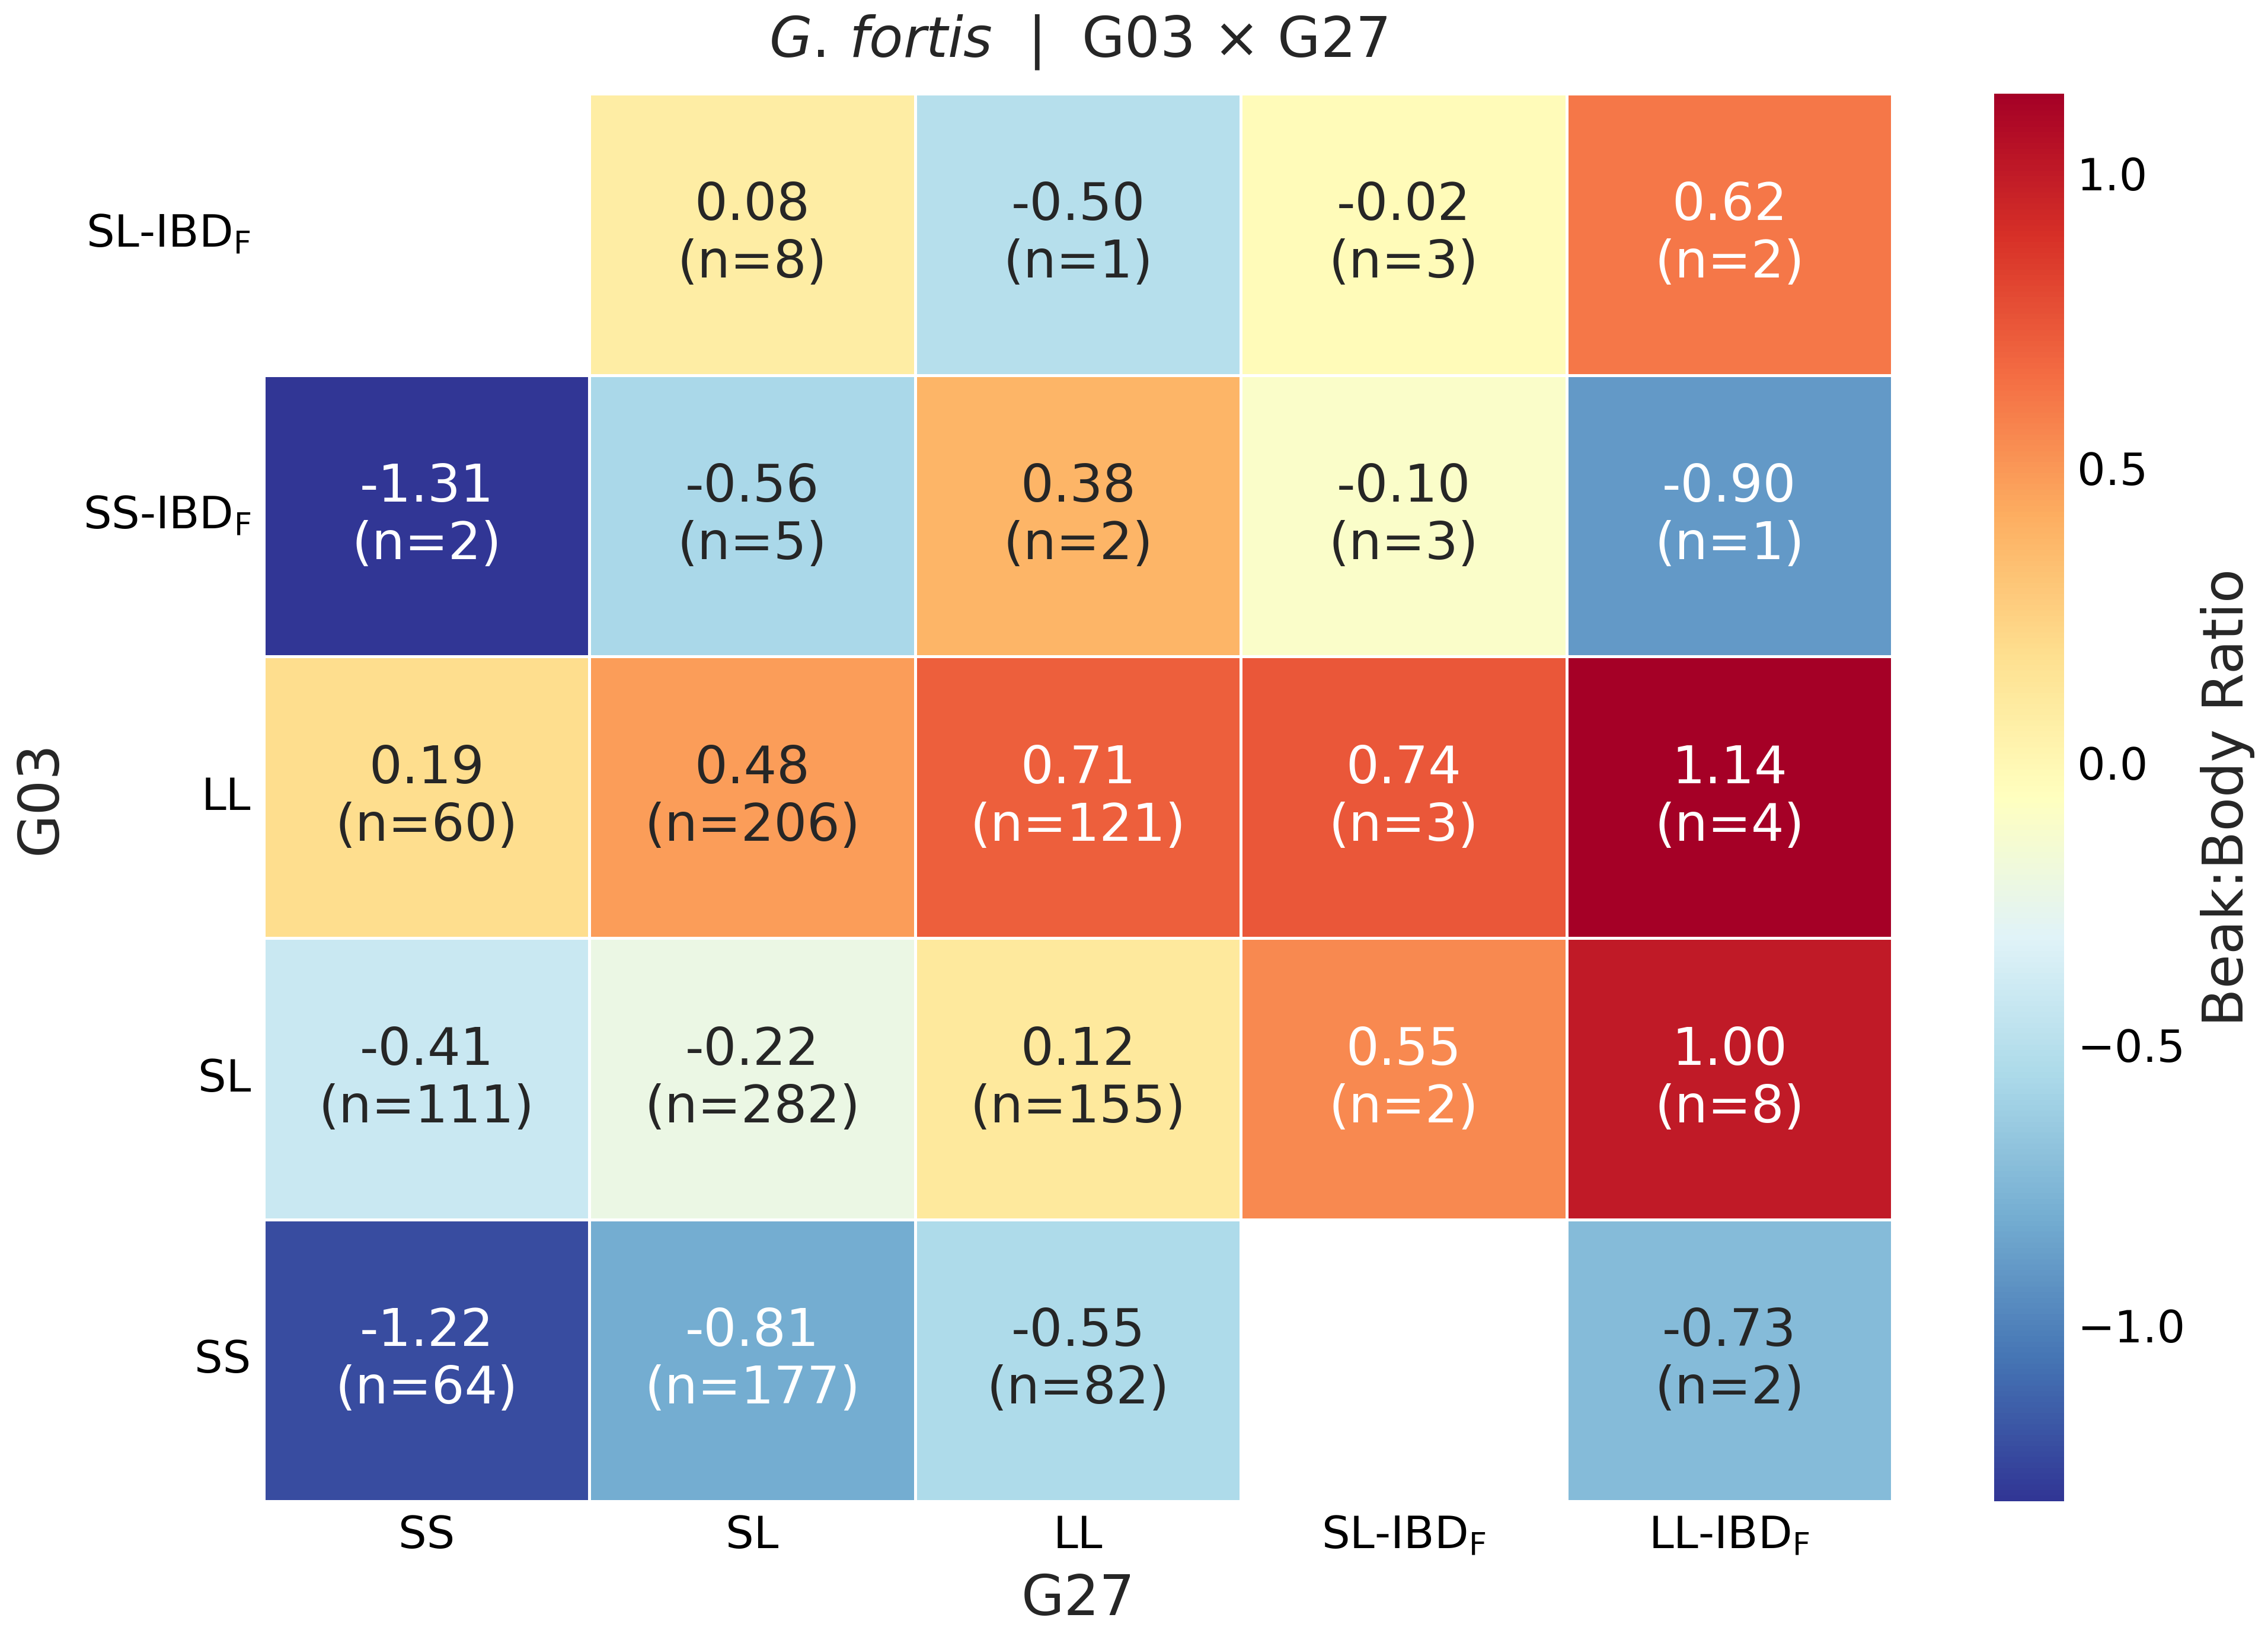 G. fortis | G03 × G27
SL-IBD_F
0.08
(n=8)
-0.50
(n=1)
-0.02
(n=3)
0.62
(n=2)
SS-IBD_F
-1.31
(n=2)
-0.56
(n=5)
0.38
(n=2)
-0.10
(n=3)
-0.90
(n=1)
G03
LL
0.19
(n=60)
0.48
(n=206)
0.71
(n=121)
0.74
(n=3)
1.14
(n=4)
SL
-0.41
(n=111)
-0.22
(n=282)
0.12
(n=155)
0.55
(n=2)
1.00
(n=8)
SS
-1.22
(n=64)
-0.81
(n=177)
-0.55
(n=82)
-0.73
(n=2)
SS
SL
LL
SL-IBD_F
LL-IBD_F
G27
1.0
0.5
0.0
−0.5
−1.0
Beak:Body Ratio